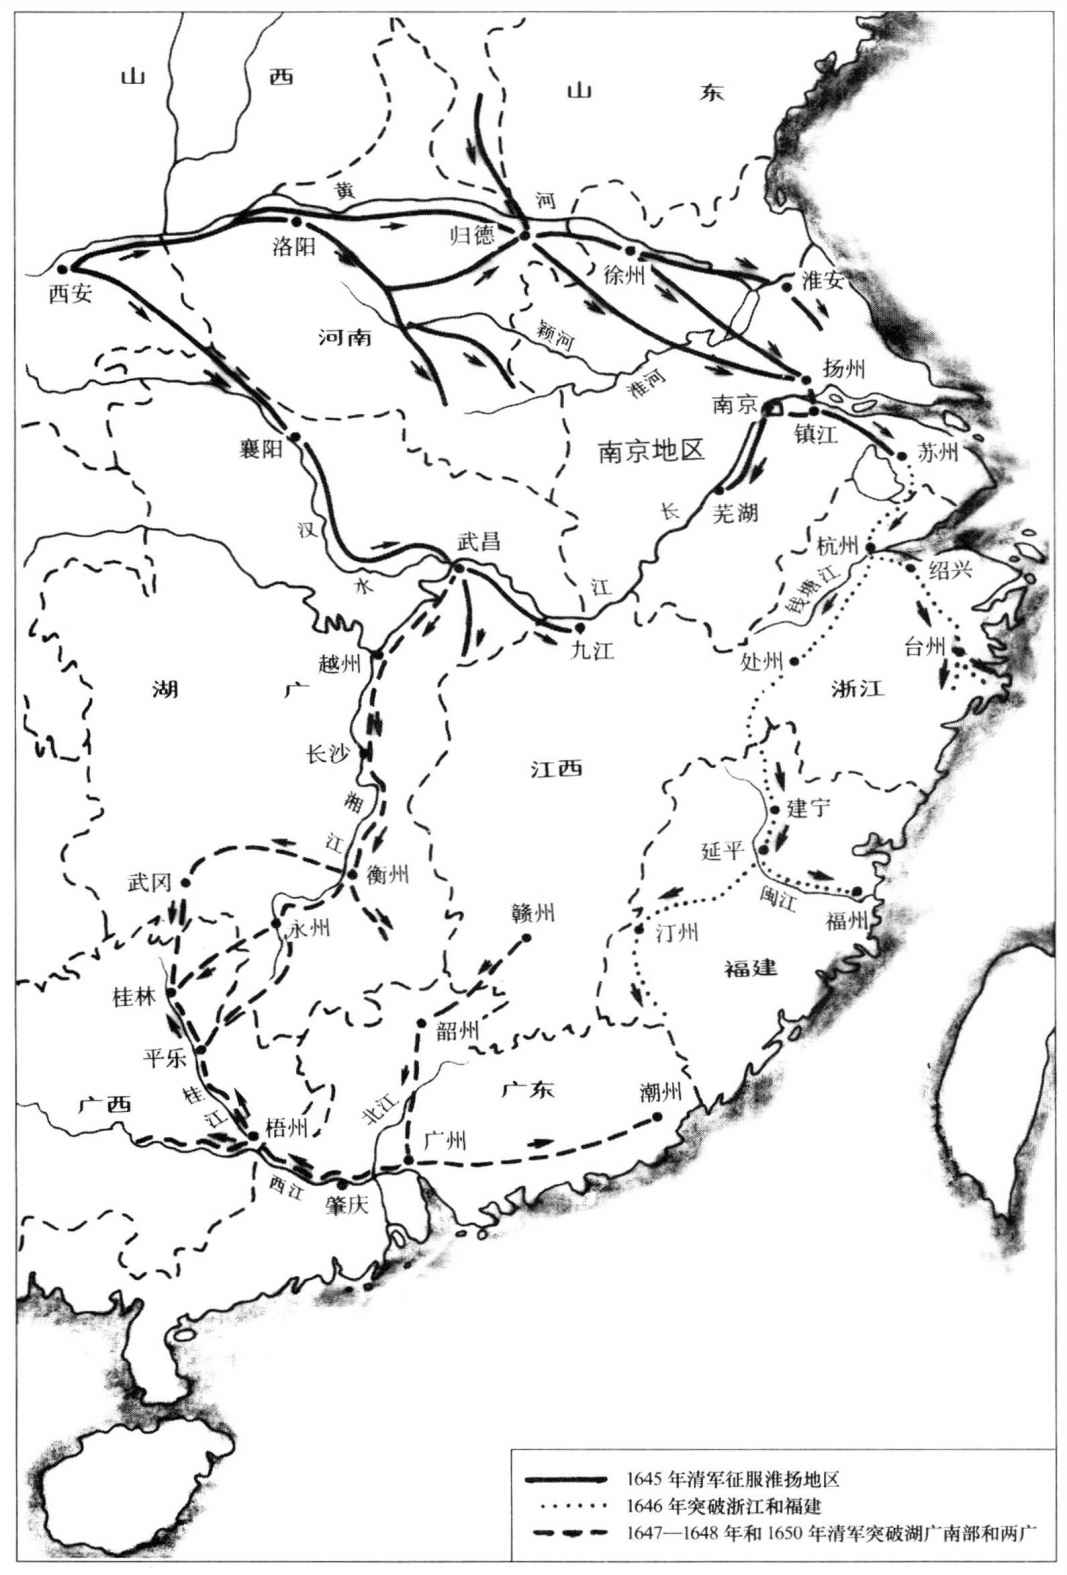 山 西
山 东
黄 河
归德
洛阳
徐州
西安
淮安
河南
颍河
淮河
扬州
南京
镇江
襄阳
南京地区
苏州
芜湖
长 江
汉 水
武昌
杭州
绍兴
钱塘江
九江
台州
越州
处州
湖 广
浙江
长沙
江西
湘 江
建宁
延平
武冈
衡州
闽江
赣州
福州
永州
汀州
福建
桂林
韶州
平乐
广东
桂 江
广西
北江
潮州
梧州
广州
西江
肇庆
1645 年清军征服淮扬地区
1646 年突破浙江和福建
1647—1648 年和 1650 年清军突破湖广南部和两广